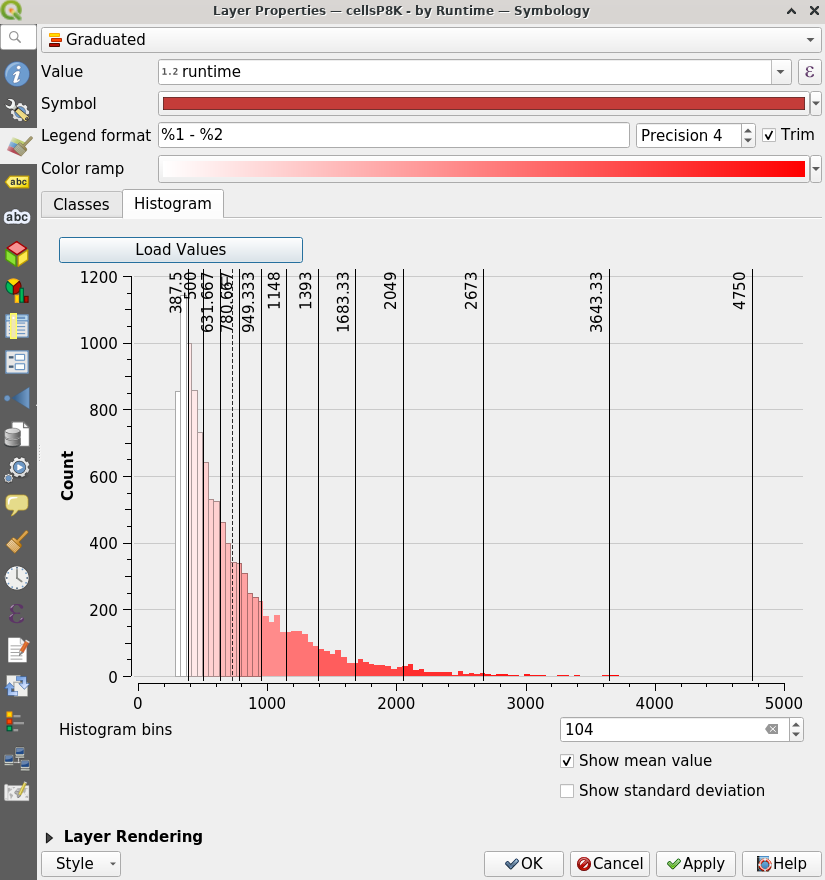 Layer Properties — cellsP8K - by Runtime — Symbology
Graduated
Value
1.2 runtime
ε
Symbol
Legend format
%1 - %2
Precision 4
Trim
Color ramp
Classes
Histogram
Load Values
387.5
500
631.667
780.667
949.333
1148
1393
1683.33
2049
2673
3643.33
4750
1200
1000
800
600
400
200
0
Count
0
1000
2000
3000
4000
5000
Histogram bins
104
Show mean value
Show standard deviation
Layer Rendering
Style
OK
Cancel
Apply
Help
abc
abc
ε